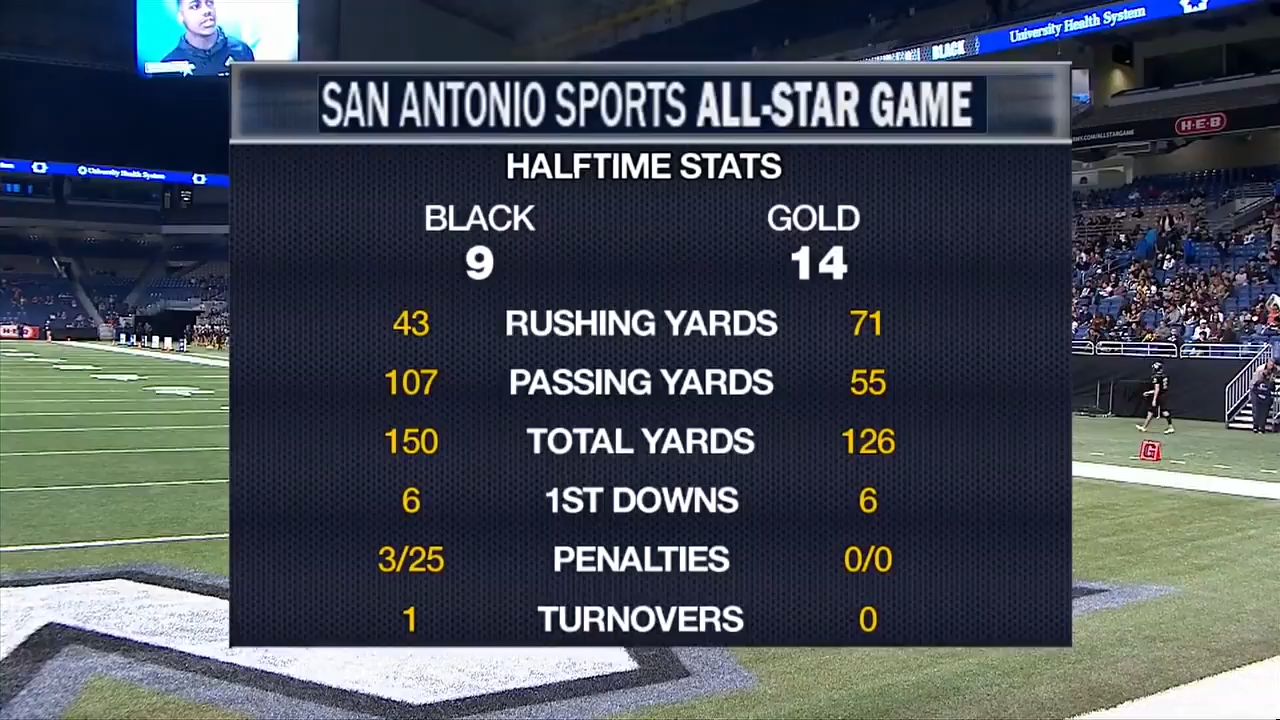 University Health System
BLACK
SAN ANTONIO SPORTS ALL-STAR GAME
H-E-B
University Health System
HALFTIME STATS
BLACK GOLD
9 14
43 RUSHING YARDS 71
107 PASSING YARDS 55
150 TOTAL YARDS 126
6 1ST DOWNS 6
3/25 PENALTIES 0/0
1 TURNOVERS 0
H-E-B
G